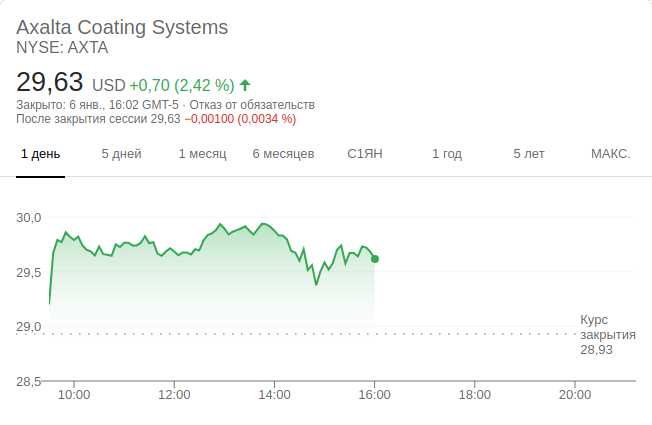 Axalta Coating Systems
NYSE: AXTA
29,63 USD +0,70 (2,42 %)
Закрыто: 6 янв., 16:02 GMT-5 · Отказ от обязательств
После закрытия сессии 29,63 −0,00100 (0,0034 %)
1 день 5 дней 1 месяц 6 месяцев С1ЯН 1 год 5 лет МАКС.
30,0
29,5
29,0
Курс
закрытия
28,93
28,5
10:00 12:00 14:00 16:00 18:00 20:00